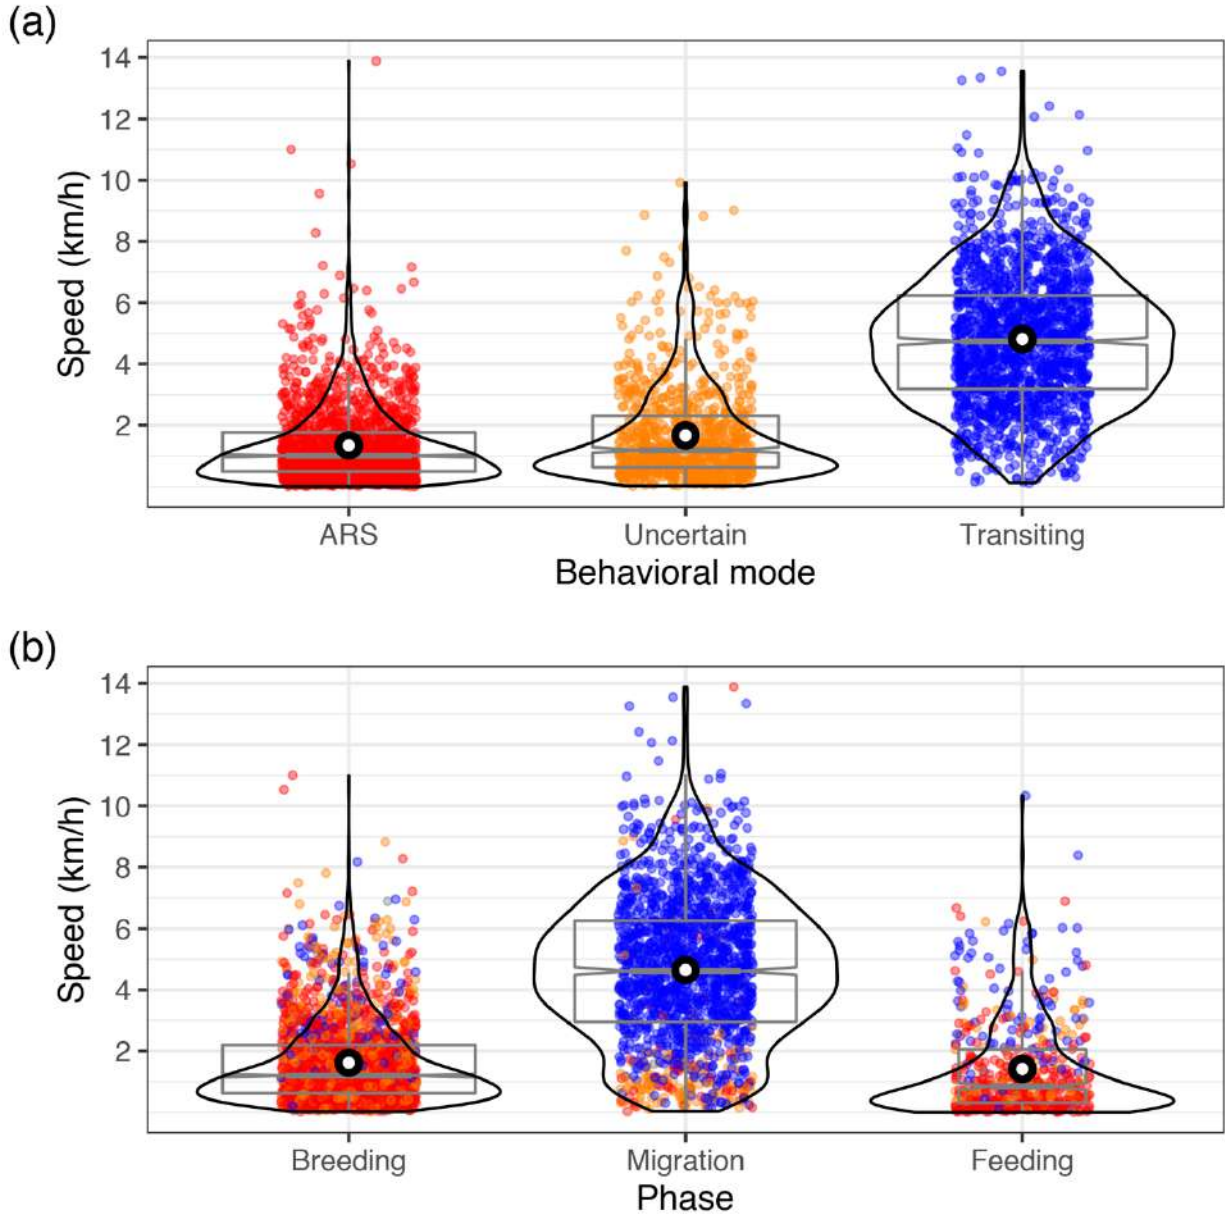 (a)
14
12
10
8
6
4
2
Speed (km/h)
ARS Uncertain Transiting
Behavioral mode
(b)
14
12
10
8
6
4
2
Speed (km/h)
Breeding Migration Feeding
Phase